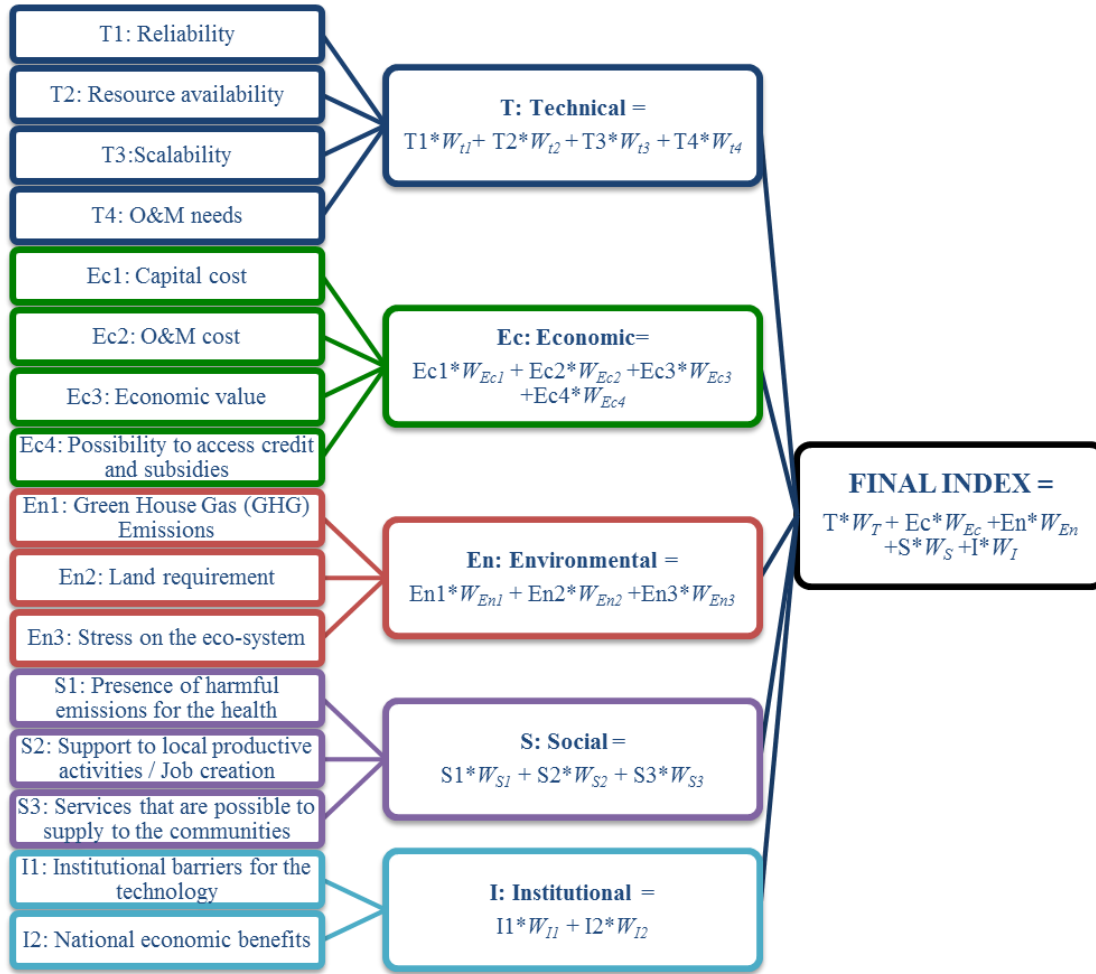 T1: Reliability
T2: Resource availability
T3:Scalability
T4: O&M needs
T: Technical =
T1*Wt1+ T2*Wt2 + T3*Wt3 + T4*Wt4
Ec1: Capital cost
Ec2: O&M cost
Ec3: Economic value
Ec4: Possibility to access credit
and subsidies
Ec: Economic=
Ec1*WEc1 + Ec2*WEc2 +Ec3*WEc3
+Ec4*WEc4
En1: Green House Gas (GHG)
Emissions
En2: Land requirement
En3: Stress on the eco-system
En: Environmental =
En1*WEn1 + En2*WEn2 +En3*WEn3
S1: Presence of harmful
emissions for the health
S2: Support to local productive
activities / Job creation
S3: Services that are possible to
supply to the communities
S: Social =
S1*WS1 + S2*WS2 + S3*WS3
I1: Institutional barriers for the
technology
I2: National economic benefits
I: Institutional =
I1*WI1 + I2*WI2
FINAL INDEX =
T*WT + Ec*WEc +En*WEn
+S*WS +I*WI